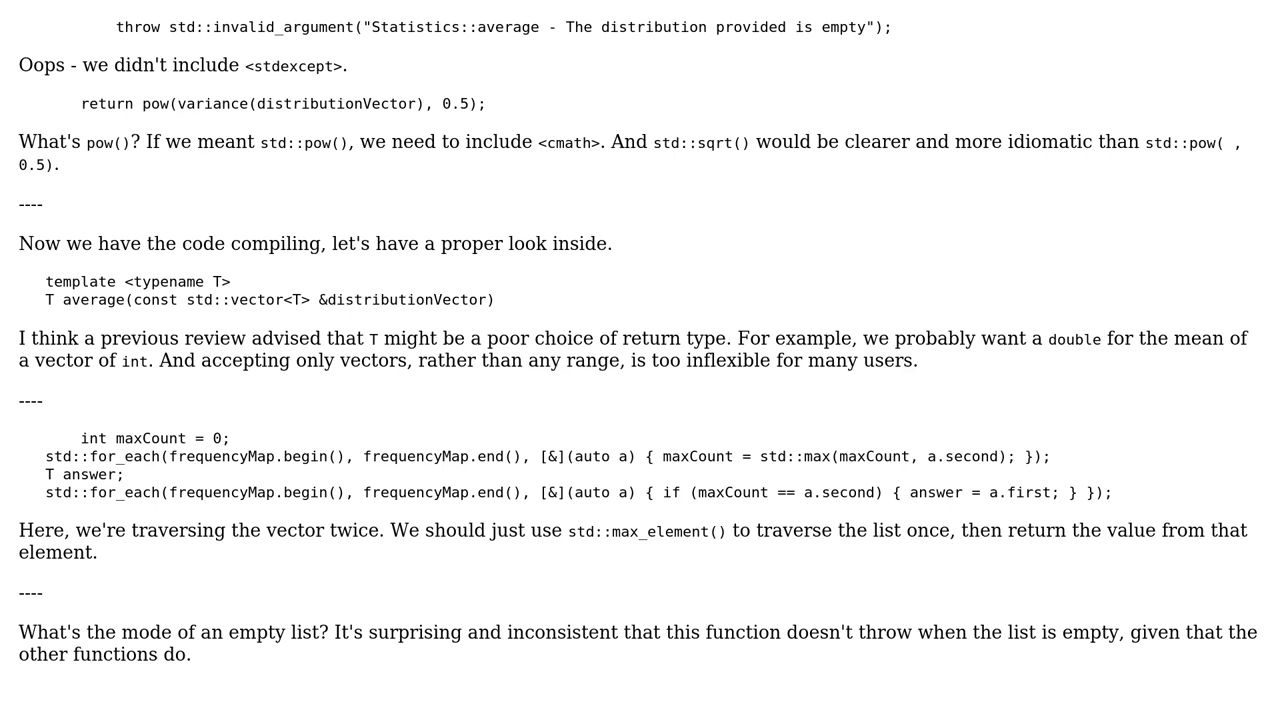 throw std::invalid_argument("Statistics::average - The distribution provided is empty");
Oops - we didn't include <stdexcept>.
return pow(variance(distributionVector), 0.5);
What's pow()? If we meant std::pow(), we need to include <cmath>. And std::sqrt() would be clearer and more idiomatic than std::pow( ,
0.5).
----
Now we have the code compiling, let's have a proper look inside.
template <typename T>
T average(const std::vector<T> &distributionVector)
I think a previous review advised that T might be a poor choice of return type. For example, we probably want a double for the mean of
a vector of int. And accepting only vectors, rather than any range, is too inflexible for many users.
----
int maxCount = 0;
std::for_each(frequencyMap.begin(), frequencyMap.end(), [&](auto a) { maxCount = std::max(maxCount, a.second); });
T answer;
std::for_each(frequencyMap.begin(), frequencyMap.end(), [&](auto a) { if (maxCount == a.second) { answer = a.first; } });
Here, we're traversing the vector twice. We should just use std::max_element() to traverse the list once, then return the value from that
element.
----
What's the mode of an empty list? It's surprising and inconsistent that this function doesn't throw when the list is empty, given that the
other functions do.